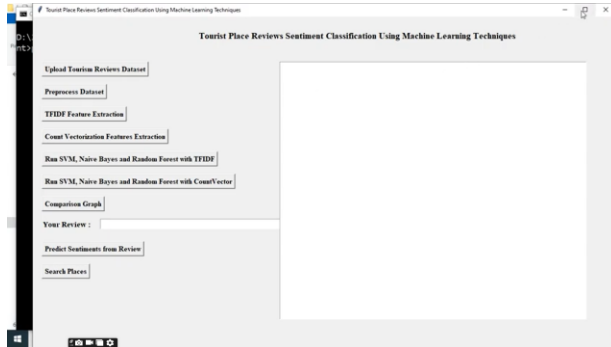 Tourist Place Reviews Sentiment Classification Using Machine Learning Techniques
D:\
nt>
Tourist Place Reviews Sentiment Classification Using Machine Learning Techniques
Upload Tourism Reviews Dataset
Preprocess Dataset
TFIDF Feature Extraction
Count Vectorization Features Extraction
Run SVM, Naive Bayes and Random Forest with TFIDF
Run SVM, Naive Bayes and Random Forest with CountVector
Comparison Graph
Your Review :
Predict Sentiments from Review
Search Places